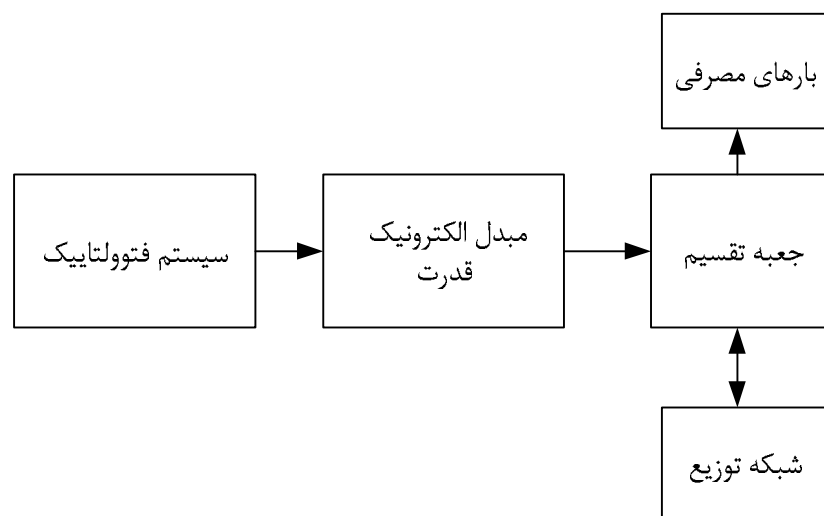 بارهای مصرفی
سیستم فتوولتاییک
مبدل الکترونیک
قدرت
جعبه تقسیم
شبکه توزیع